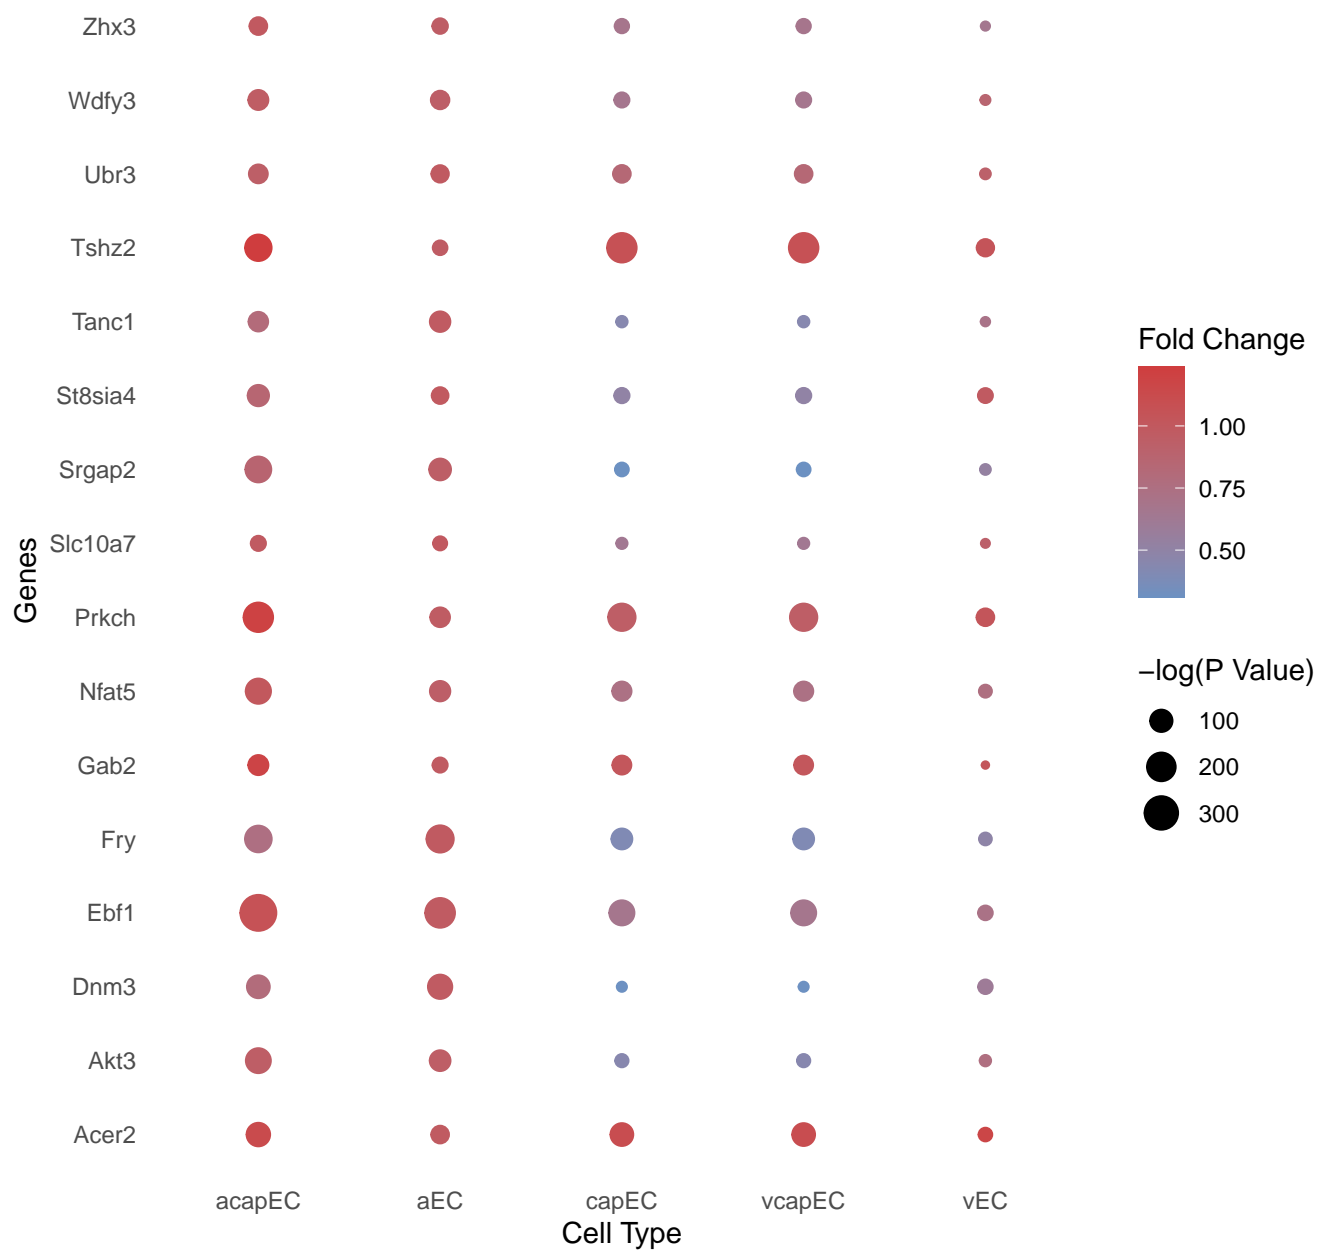 Zhx3
Wdfy3
Ubr3
Tshz2
Tanc1
St8sia4
Srgap2
Slc10a7
Prkch
Nfat5
Gab2
Fry
Ebf1
Dnm3
Akt3
Acer2
Genes
acapEC aEC capEC vcapEC vEC
Cell Type
Fold Change
1.00
0.75
0.50
−log(P Value)
100
200
300